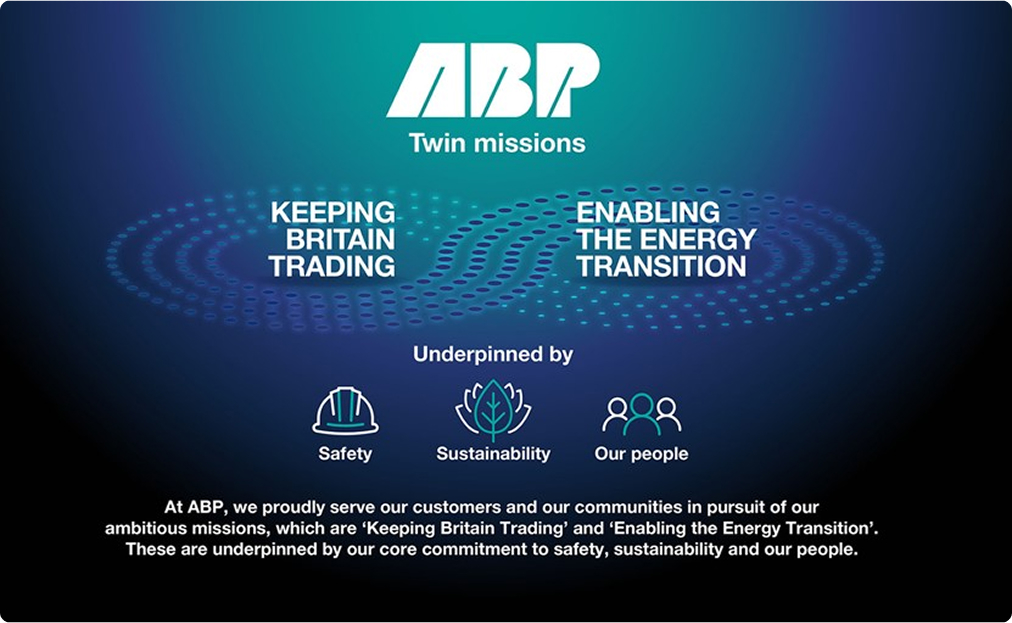 ABP
Twin missions
KEEPING
BRITAIN
TRADING
ENABLING
THE ENERGY
TRANSITION
Underpinned by
Safety
Sustainability
Our people
At ABP, we proudly serve our customers and our communities in pursuit of our
ambitious missions, which are ‘Keeping Britain Trading’ and ‘Enabling the Energy Transition’.
These are underpinned by our core commitment to safety, sustainability and our people.